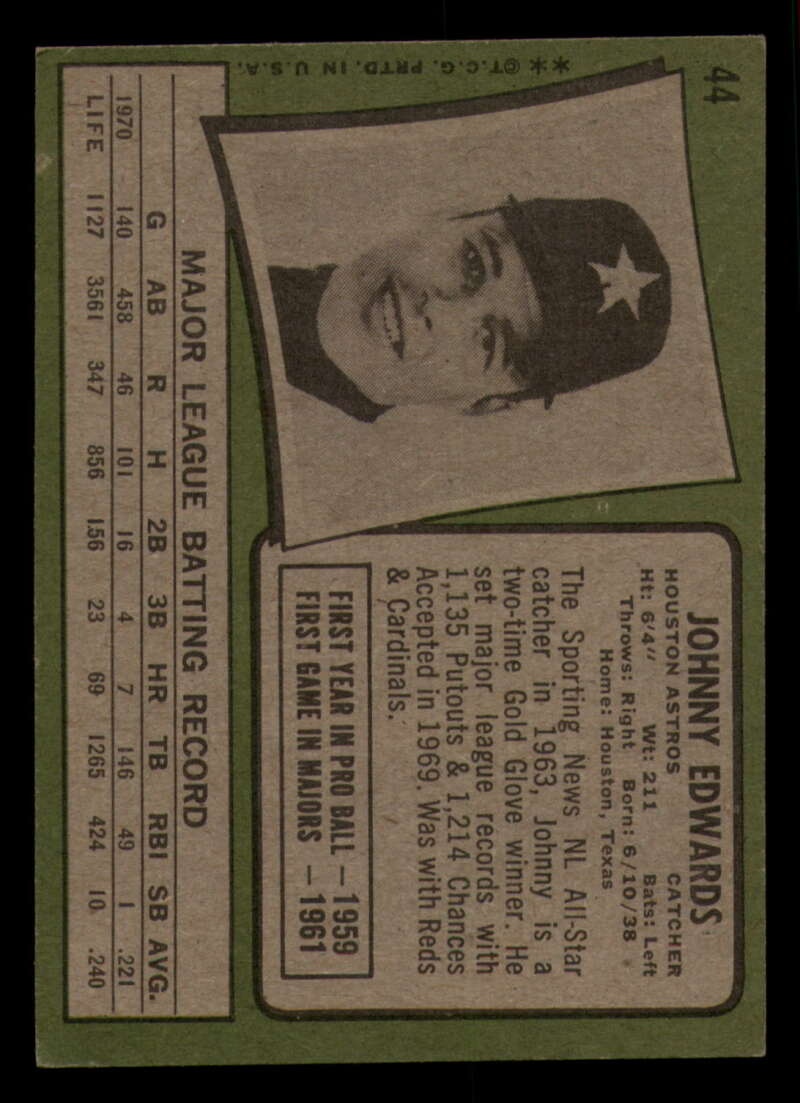 44
**@T.C.G. PRTD. IN U.S.A.
JOHNNY EDWARDS
HOUSTON ASTROS CATCHER
Ht: 6'4" Wt: 211 Bats: Left
Throws: Right Born: 6/10/38
Home: Houston, Texas
The Sporting News NL All-Star
catcher in 1963, Johnny is a
two-time Gold Glove winner. He
set major league records with
1,135 Putouts & 1,214 Chances
Accepted in 1969. Was with Reds
& Cardinals.
FIRST YEAR IN PRO BALL — 1959
FIRST GAME IN MAJORS — 1961
MAJOR LEAGUE BATTING RECORD
G AB R H 2B 3B HR TB RBI SB AVG.
1970 140 458 46 101 16 4 7 146 49 1 .221
LIFE 1127 3561 347 856 156 23 69 1265 424 10 .240